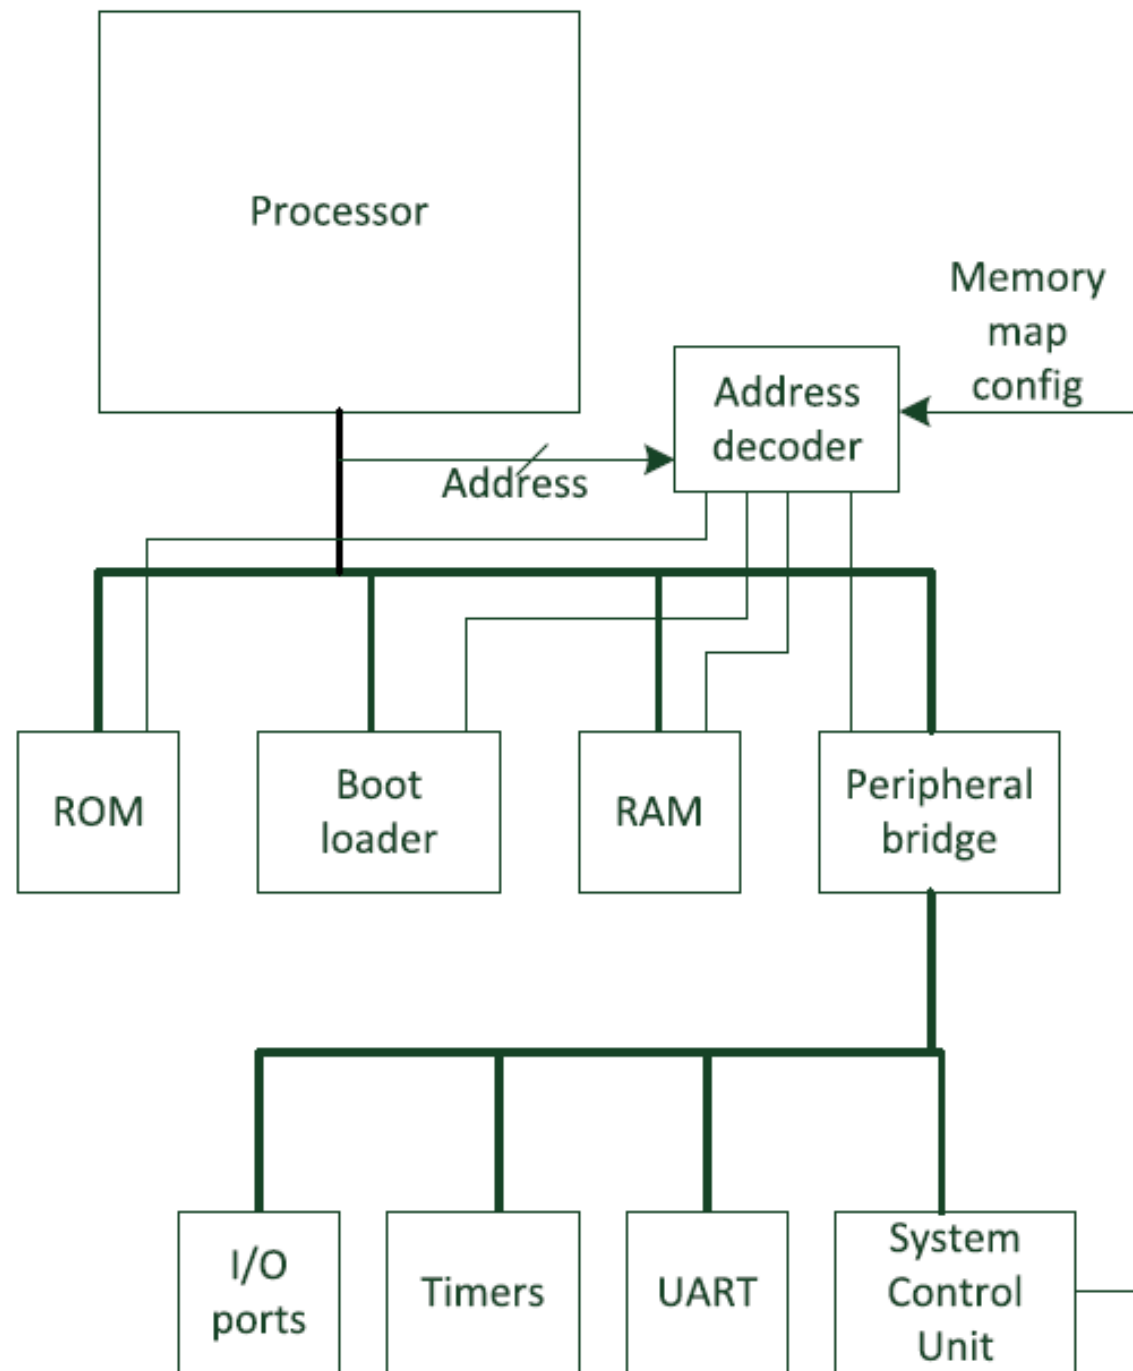 Processor
Memory
map
config
Address
decoder
Address
ROM
Boot
loader
RAM
Peripheral
bridge
I/O
ports
Timers
UART
System
Control
Unit